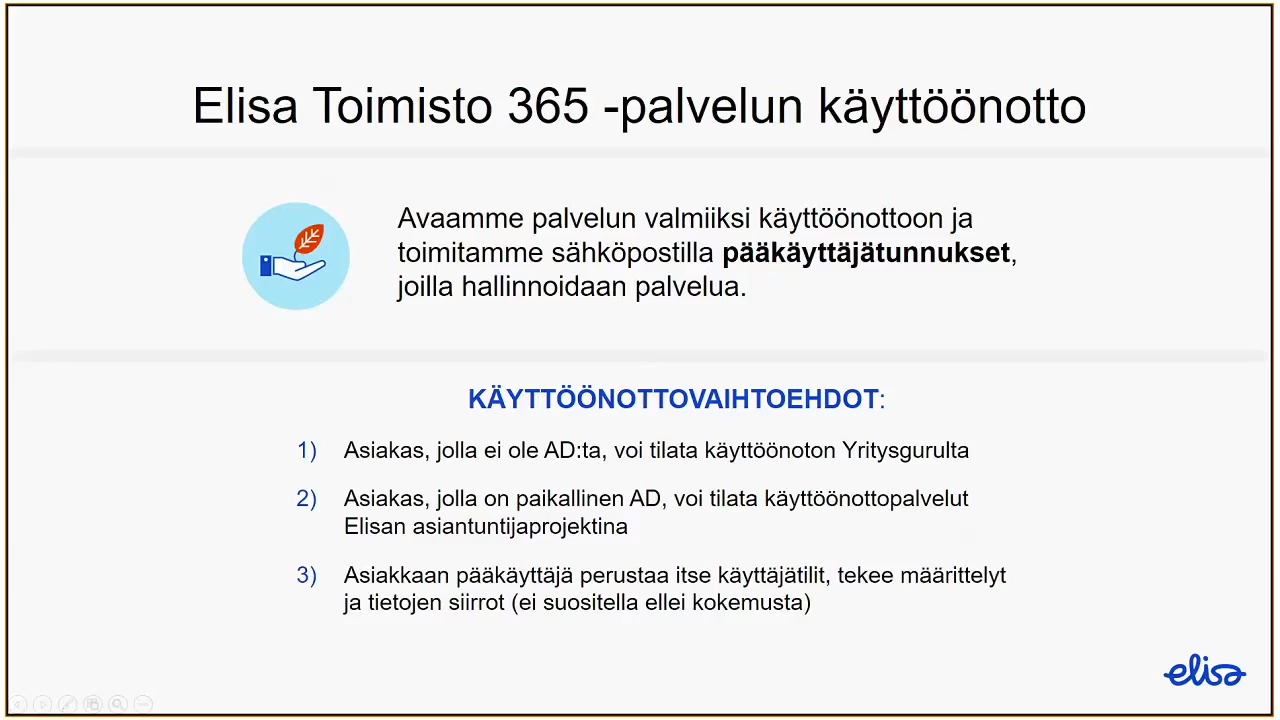 Elisa Toimisto 365 -palvelun käyttöönotto
Avaamme palvelun valmiiksi käyttöönottoon ja
toimitamme sähköpostilla pääkäyttäjätunnukset,
joilla hallinnoidaan palvelua.
KÄYTTÖÖNOTTOVAIHTOEHDOT:
1) Asiakas, jolla ei ole AD:ta, voi tilata käyttöönoton Yritysgurulta
2) Asiakas, jolla on paikallinen AD, voi tilata käyttöönottopalvelut
Elisan asiantuntijaprojektina
3) Asiakkaan pääkäyttäjä perustaa itse käyttäjätilit, tekee määrittelyt
ja tietojen siirrot (ei suositella ellei kokemusta)
elisa